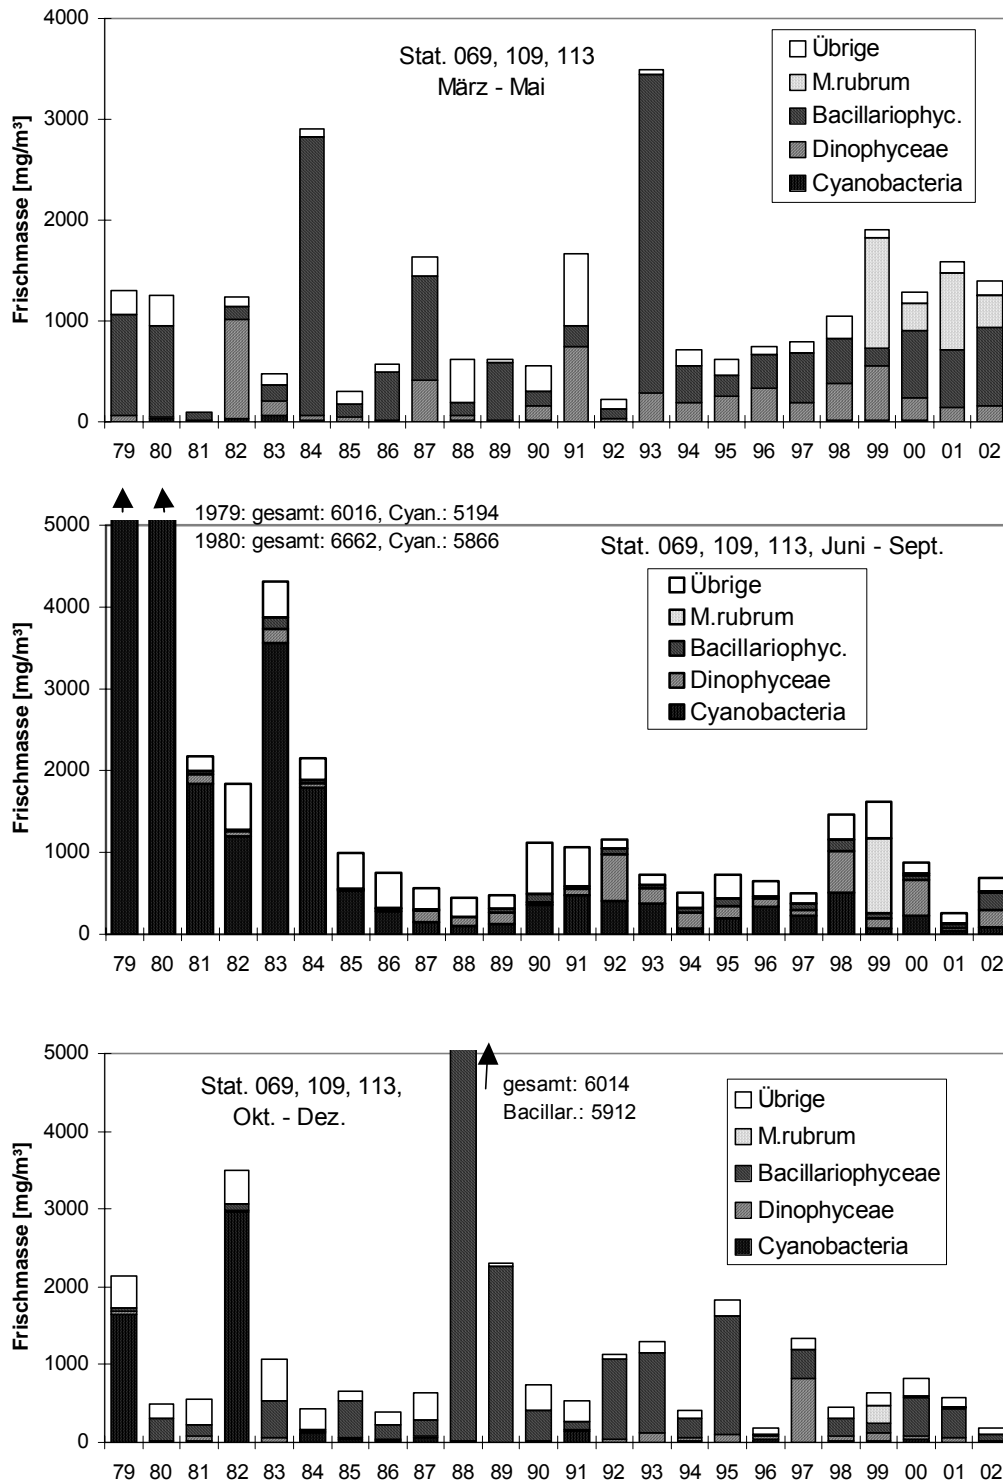 4000
3000
2000
1000
0
Frischmasse [mg/m³]
Stat. 069, 109, 113
März - Mai
Übrige
M.rubrum
Bacillariophyc.
Dinophyceae
Cyanobacteria
79 80 81 82 83 84 85 86 87 88 89 90 91 92 93 94 95 96 97 98 99 00 01 02
5000
4000
3000
2000
1000
0
Frischmasse [mg/m³]
1979: gesamt: 6016, Cyan.: 5194
1980: gesamt: 6662, Cyan.: 5866
Stat. 069, 109, 113, Juni - Sept.
Übrige
M.rubrum
Bacillariophyc.
Dinophyceae
Cyanobacteria
79 80 81 82 83 84 85 86 87 88 89 90 91 92 93 94 95 96 97 98 99 00 01 02
5000
4000
3000
2000
1000
0
Frischmasse [mg/m³]
Stat. 069, 109, 113,
Okt. - Dez.
gesamt: 6014
Bacillar.: 5912
Übrige
M.rubrum
Bacillariophyceae
Dinophyceae
Cyanobacteria
79 80 81 82 83 84 85 86 87 88 89 90 91 92 93 94 95 96 97 98 99 00 01 02